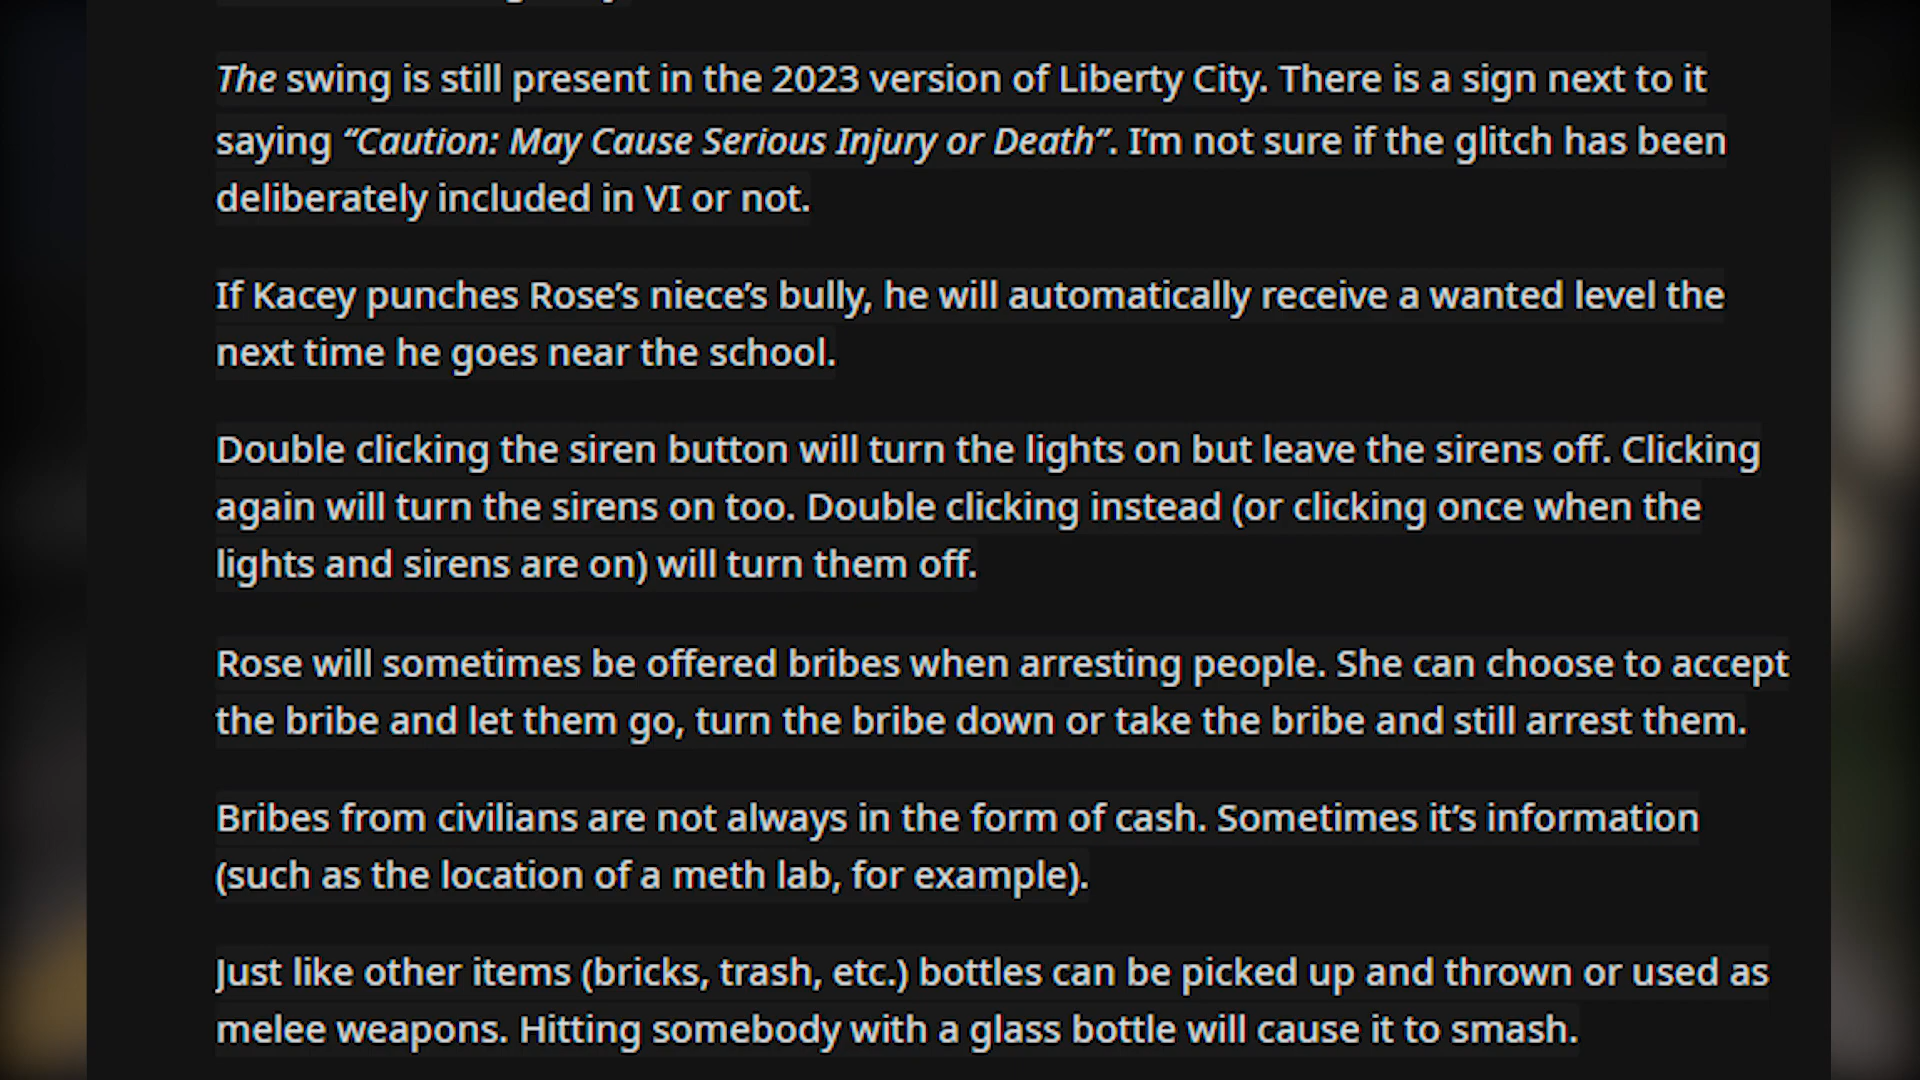 The swing is still present in the 2023 version of Liberty City. There is a sign next to it
saying “Caution: May Cause Serious Injury or Death”. I’m not sure if the glitch has been
deliberately included in VI or not.
If Kacey punches Rose’s niece’s bully, he will automatically receive a wanted level the
next time he goes near the school.
Double clicking the siren button will turn the lights on but leave the sirens off. Clicking
again will turn the sirens on too. Double clicking instead (or clicking once when the
lights and sirens are on) will turn them off.
Rose will sometimes be offered bribes when arresting people. She can choose to accept
the bribe and let them go, turn the bribe down or take the bribe and still arrest them.
Bribes from civilians are not always in the form of cash. Sometimes it’s information
(such as the location of a meth lab, for example).
Just like other items (bricks, trash, etc.) bottles can be picked up and thrown or used as
melee weapons. Hitting somebody with a glass bottle will cause it to smash.